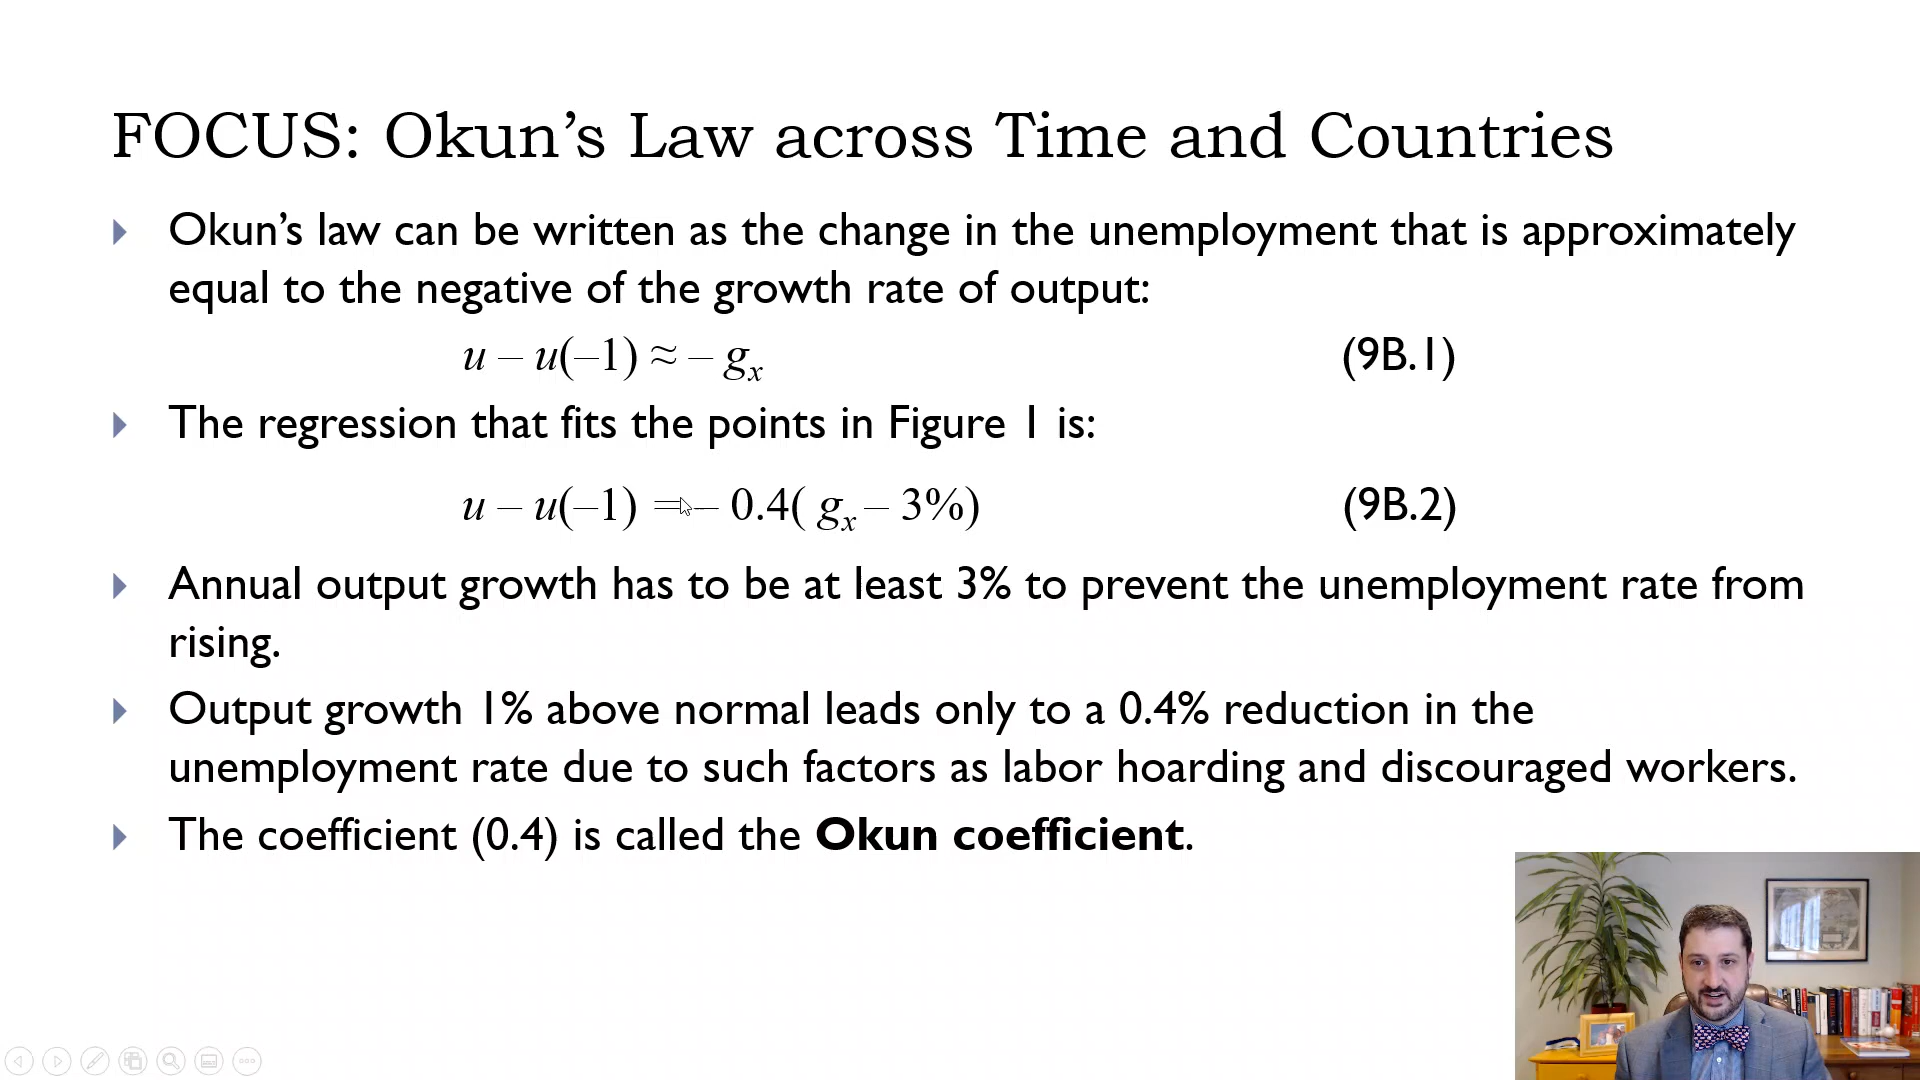 FOCUS: Okun’s Law across Time and Countries
Okun’s law can be written as the change in the unemployment that is approximately
equal to the negative of the growth rate of output:
u – u(–1) ≈ – gₓ (9B.1)
The regression that fits the points in Figure 1 is:
u – u(–1) = – 0.4( gₓ – 3%) (9B.2)
Annual output growth has to be at least 3% to prevent the unemployment rate from
rising.
Output growth 1% above normal leads only to a 0.4% reduction in the
unemployment rate due to such factors as labor hoarding and discouraged workers.
The coefficient (0.4) is called the Okun coefficient.